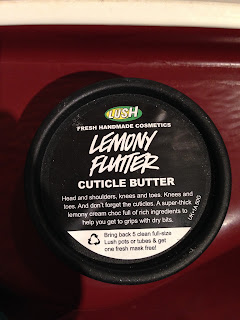 LUSH
FRESH HANDMADE COSMETICS
LEMONY
FLUTTER
CUTICLE BUTTER
Head and shoulders, knees and toes. Knees and
toes. And don't forget the cuticles. A super-thick
lemony cream choc full of rich ingredients to
help you get to grips with dry bits.
Bring back 5 clean full-size
Lush pots or tubes & get
one fresh mask free!